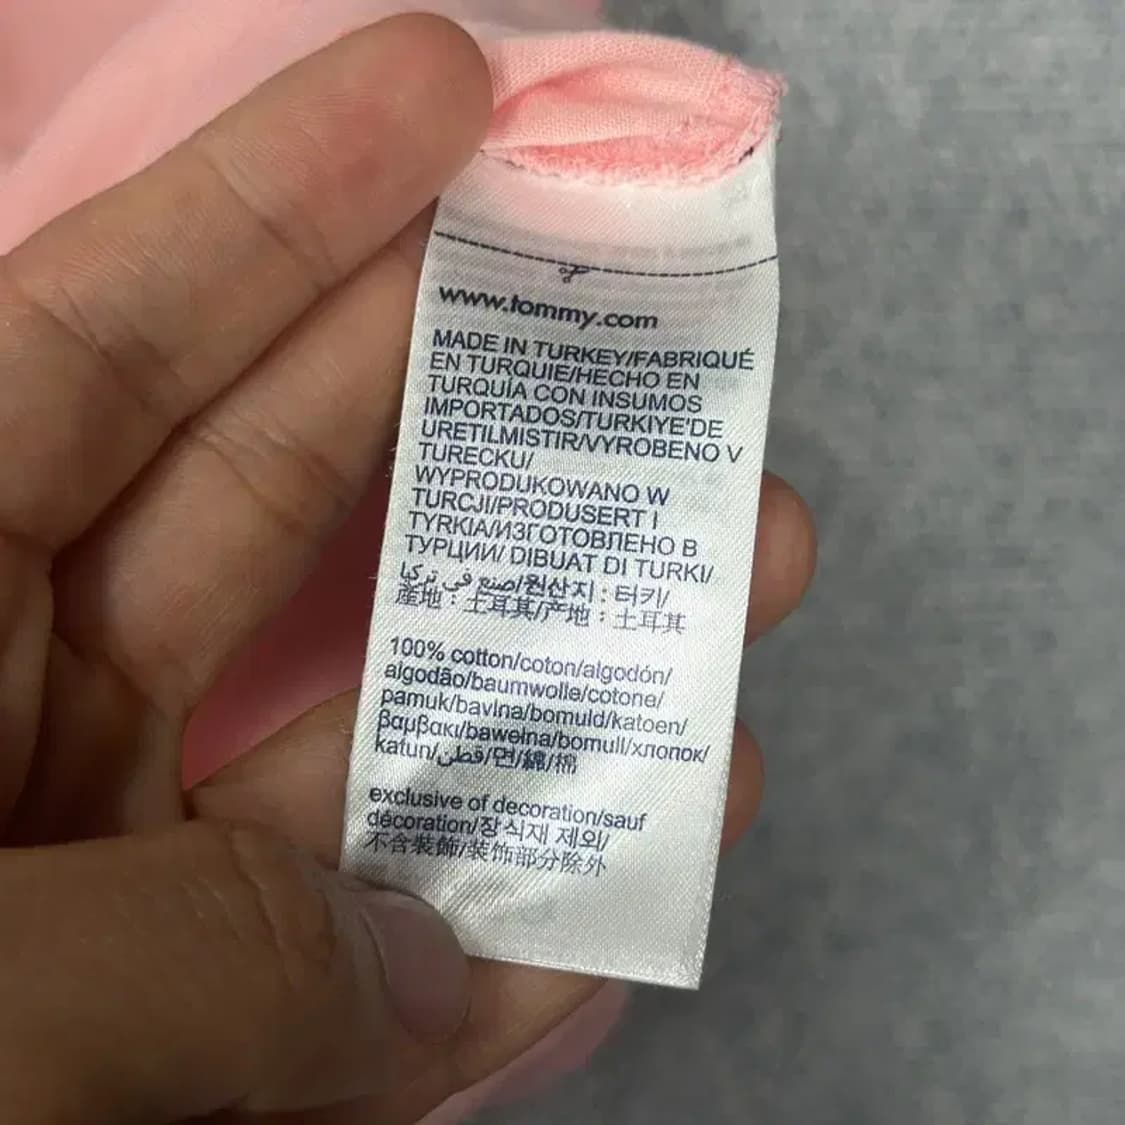 www.tommy.com
MADE IN TURKEY/FABRIQUÉ
EN TURQUIE/HECHO EN
TURQUÍA CON INSUMOS
IMPORTADOS/TURKIYE'DE
URETILMISTIR/VYROBENO V
TURECKU/
WYPRODUKOWANO W
TURCJI/PRODUSERT I
TYRKIA/ИЗГОТОВЛЕНО В
ТУРЦИИ/ DIBUAT DI TURKI/
صنع في تركيا/원산지 : 터키/
產地 : 土耳其/产地 : 土耳其
100% cotton/coton/algodón/
algodão/baumwolle/cotone/
pamuk/bavlna/bomuld/katoen/
βαμβακι/bawełna/bomull/хлопок/
katun/قطن/면/綿/棉
exclusive of decoration/sauf
décoration/장식재 제외/
不含裝飾/装饰部分除外